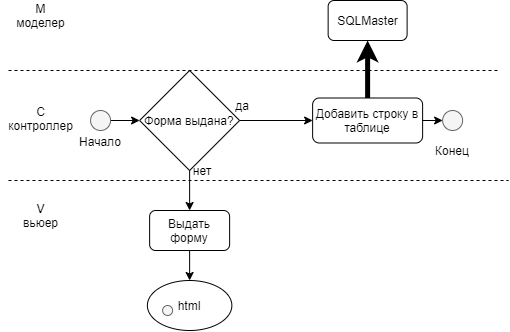 M
моделер
SQLMaster
C
контроллер
Начало
Форма выдана?
да
нет
Добавить строку в
таблице
Конец
V
вьюер
Выдать
форму
html